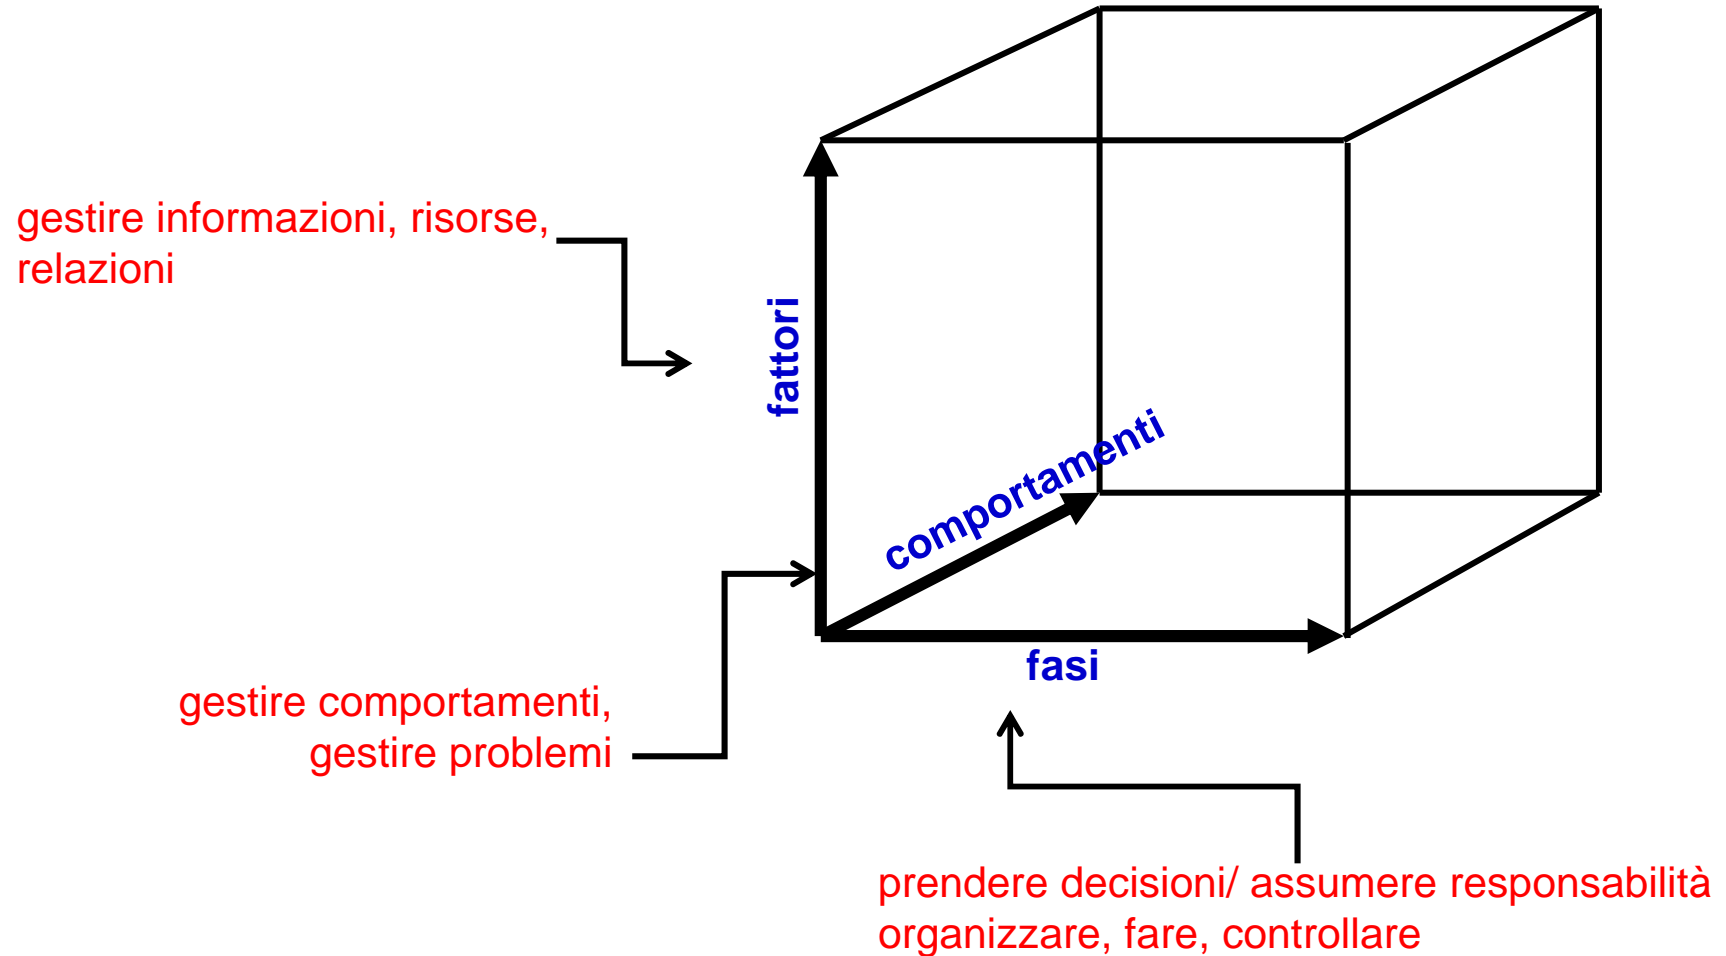 gestire informazioni, risorse,
relazioni
fattori
comportamenti
fasi
gestire comportamenti,
gestire problemi
prendere decisioni/ assumere responsabilità
organizzare, fare, controllare